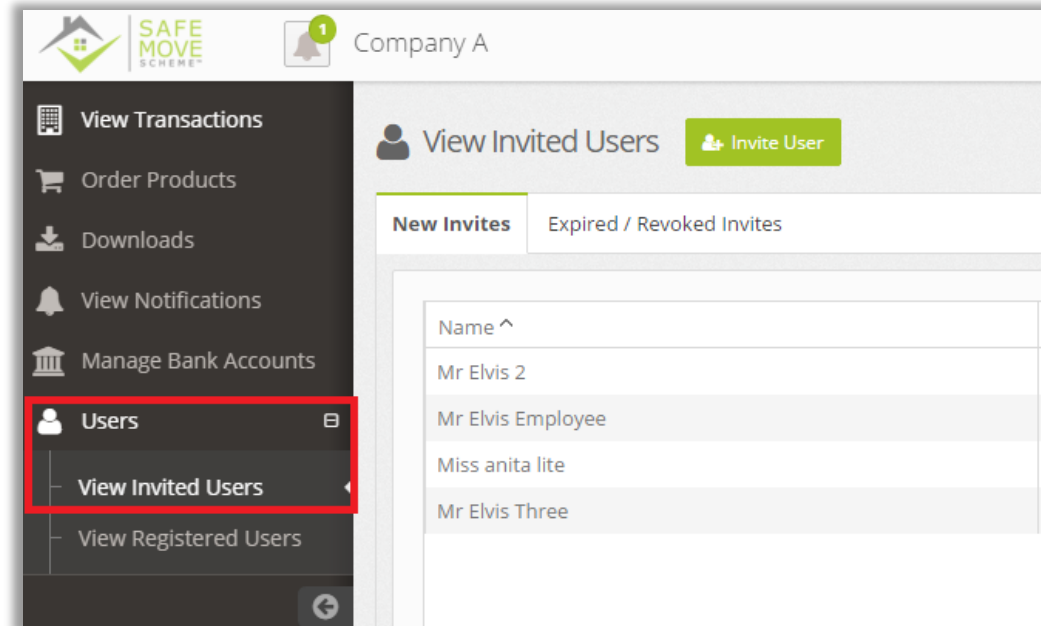 SAFE
MOVE
SCHEME™
1
Company A
View Transactions
Order Products
Downloads
View Notifications
Manage Bank Accounts
Users
View Invited Users
View Registered Users
View Invited Users
Invite User
New Invites
Expired / Revoked Invites
Name
Mr Elvis 2
Mr Elvis Employee
Miss anita lite
Mr Elvis Three